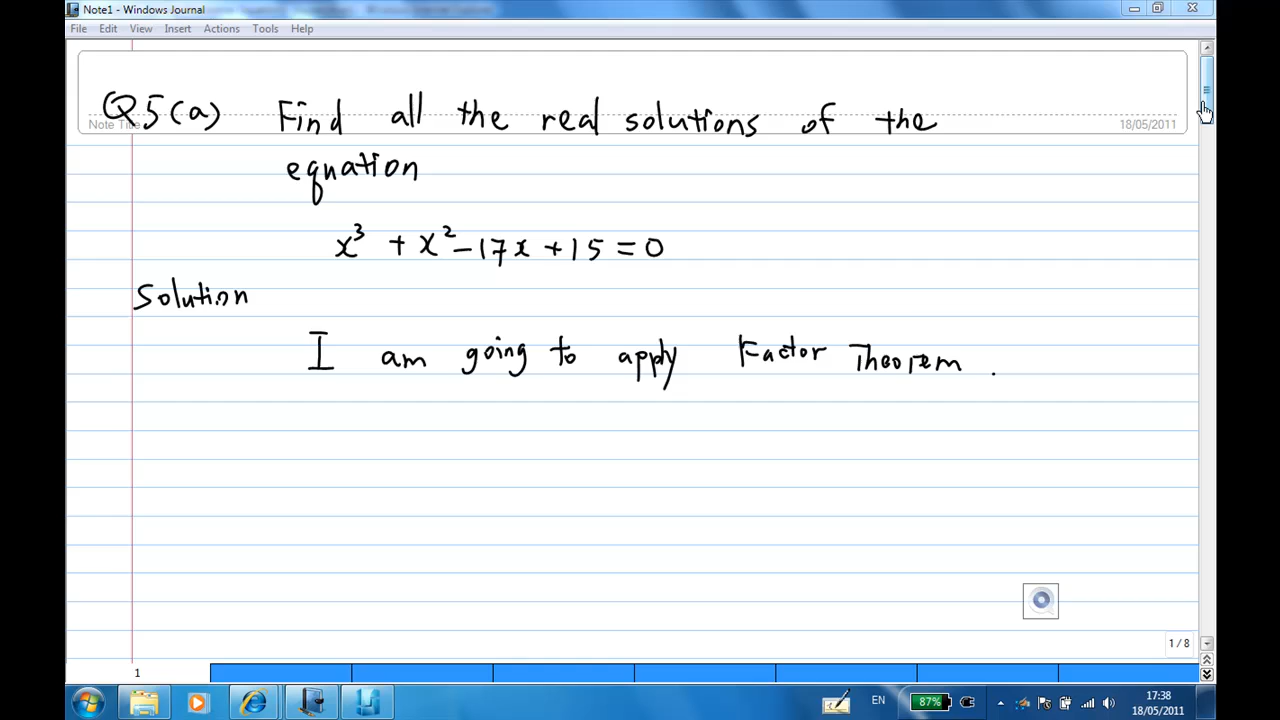 Note1 - Windows Journal
File Edit View Insert Actions Tools Help
Q5(a) Find all the real solutions of the
Note Title 18/05/2011
equation
x³ + x² - 17x + 15 = 0
Solution
I am going to apply Factor Theorem.
1 / 8
1
EN 87% 17:38
18/05/2011